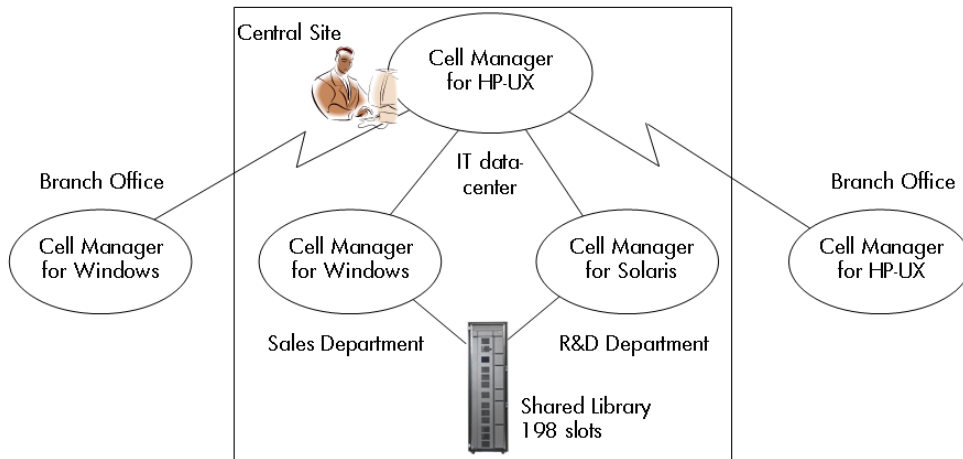 Central Site
Cell Manager
for HP-UX
IT data-
center
Branch Office
Cell Manager
for Windows
Cell Manager
for Windows
Cell Manager
for Solaris
Branch Office
Cell Manager
for HP-UX
Sales Department
R&D Department
Shared Library
198 slots